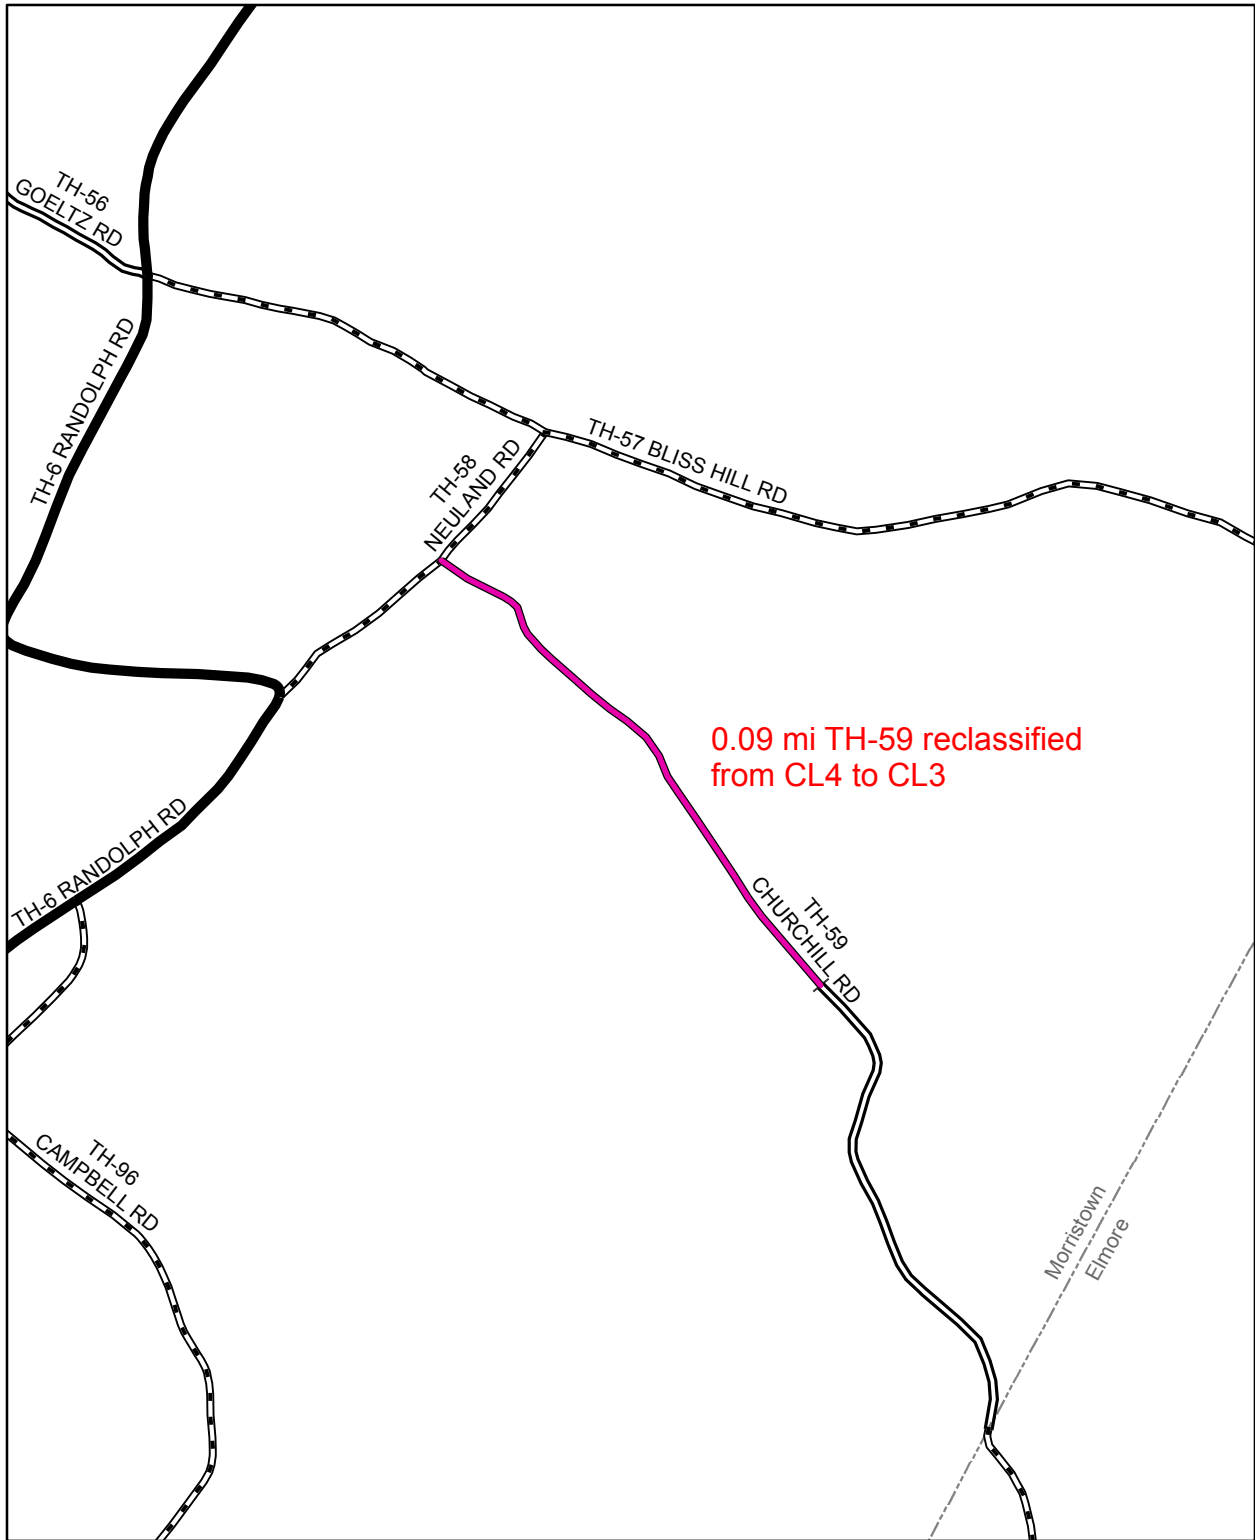 TH-56
GOELTZ RD
TH-6 RANDOLPH RD
TH-57 BLISS HILL RD
TH-58
NEULAND RD
0.09 mi TH-59 reclassified
from CL4 to CL3
TH-6 RANDOLPH RD
TH-59
CHURCHILL RD
TH-96
CAMPBELL RD
Morristown
Elmore